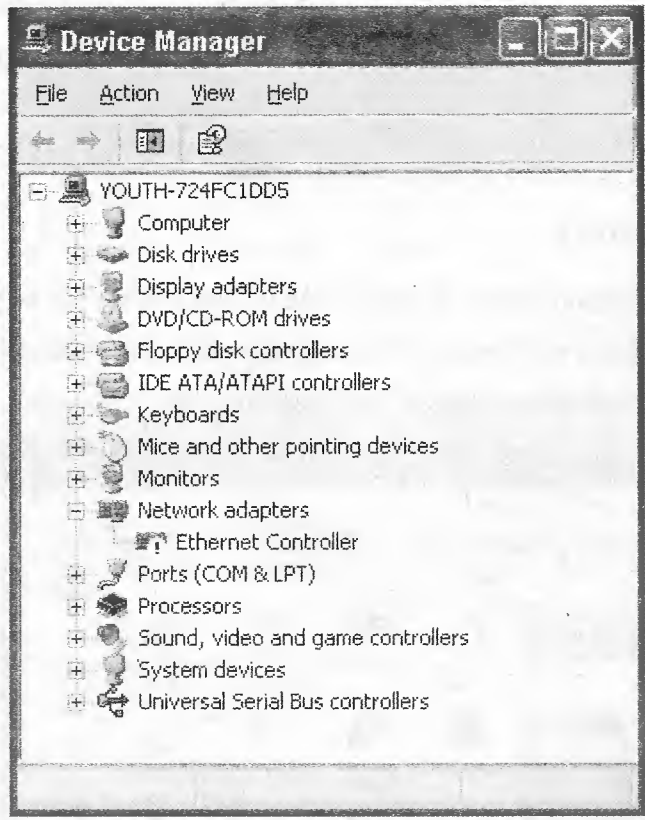 Device Manager
File Action View Help
YOUTH-724FC1DD5
Computer
Disk drives
Display adapters
DVD/CD-ROM drives
Floppy disk controllers
IDE ATA/ATAPI controllers
Keyboards
Mice and other pointing devices
Monitors
Network adapters
Ethernet Controller
Ports (COM & LPT)
Processors
Sound, video and game controllers
System devices
Universal Serial Bus controllers